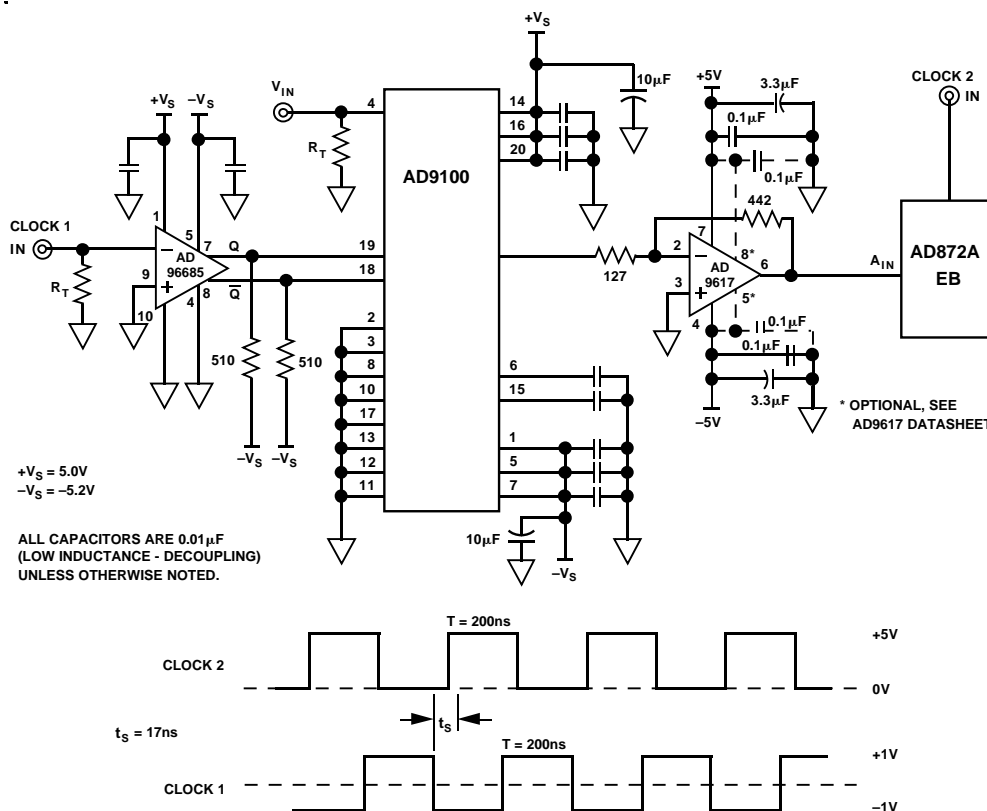 +VS
10μF
VIN
+VS
–VS
4
RT
14
16
20
AD9100
+5V
3.3μF
0.1μF
0.1μF
CLOCK 2
IN
CLOCK 1
IN
RT
1
5
7
Q
AD
96685
9
10
4
8
Q
19
18
127
442
2
7
AD
9617
8*
6
3
5*
4
AIN
AD872A
EB
510
510
–VS
–VS
2
3
8
10
17
13
12
11
6
15
1
5
7
0.1μF
0.1μF
3.3μF
–5V
* OPTIONAL, SEE
AD9617 DATASHEET
+VS = 5.0V
–VS = –5.2V
10μF
–VS
ALL CAPACITORS ARE 0.01μF
(LOW INDUCTANCE - DECOUPLING)
UNLESS OTHERWISE NOTED.
T = 200ns
+5V
CLOCK 2
0V
tS
tS = 17ns
T = 200ns
+1V
CLOCK 1
–1V